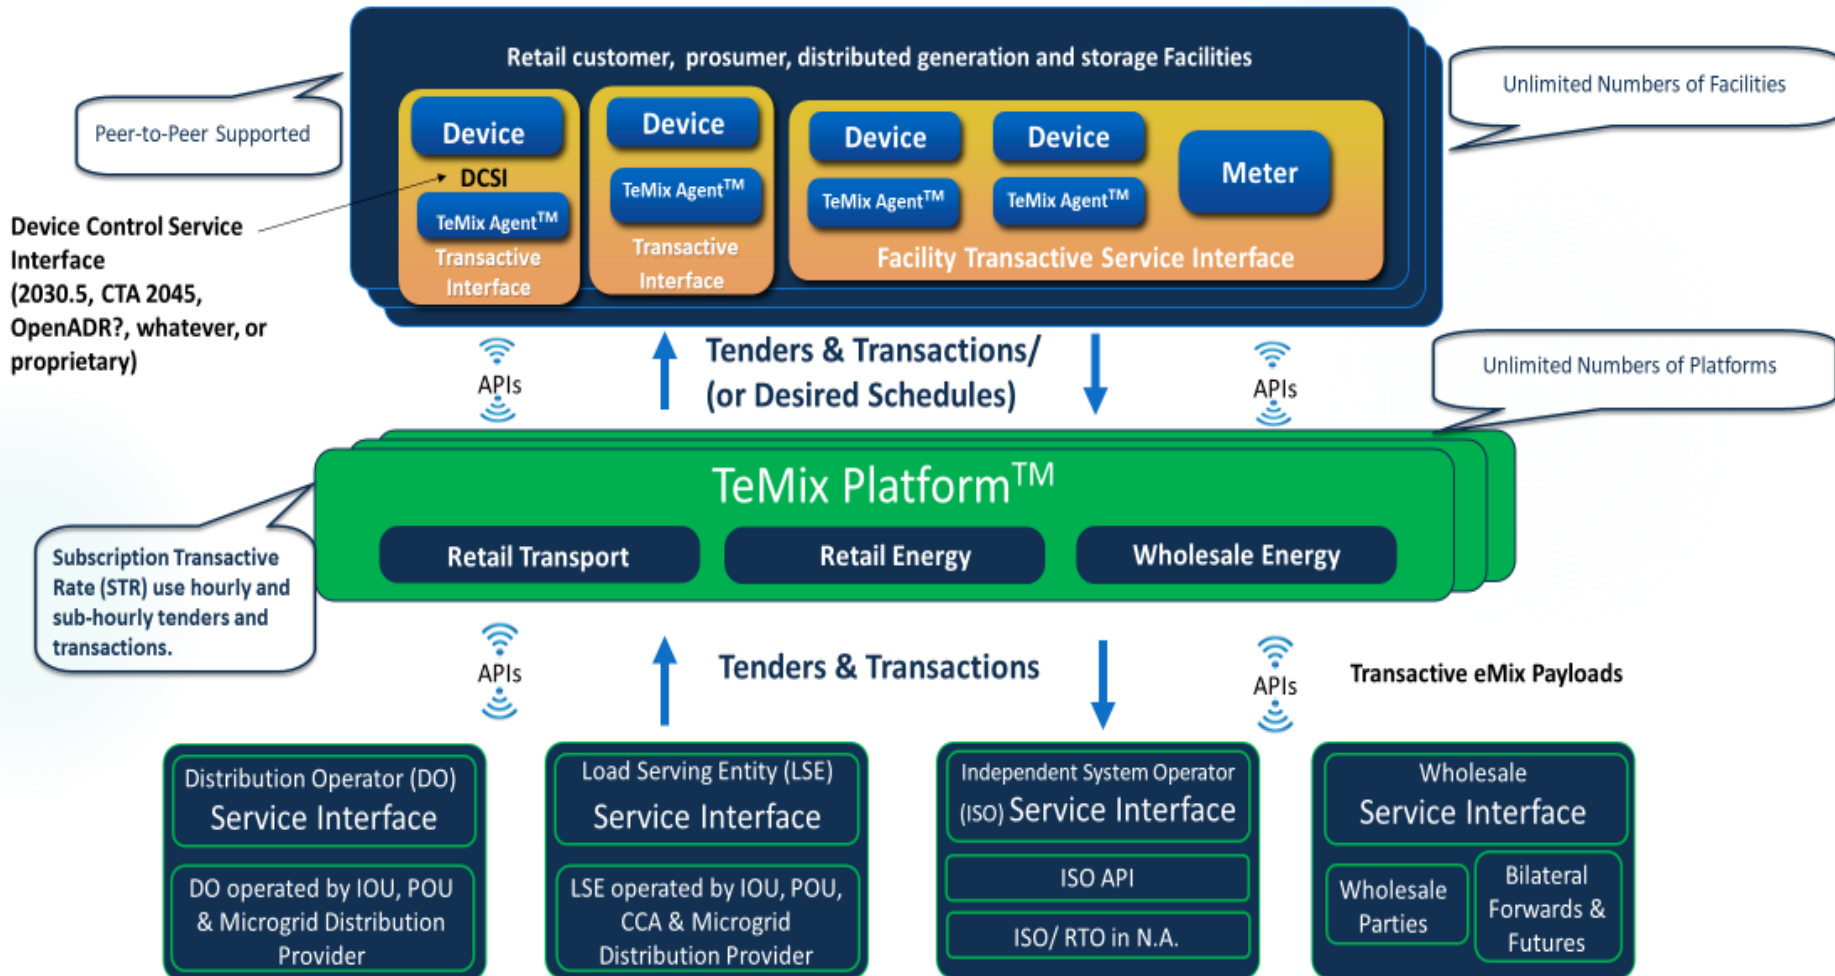 Retail customer, prosumer, distributed generation and storage Facilities
Unlimited Numbers of Facilities
Peer-to-Peer Supported
Device
DCSI
TeMix Agent™
Transactive
Interface
Device
TeMix Agent™
Transactive
Interface
Device
TeMix Agent™
Device
TeMix Agent™
Meter
Facility Transactive Service Interface
Device Control Service
Interface
(2030.5, CTA 2045,
OpenADR?, whatever, or
proprietary)
APIs
Tenders & Transactions/
(or Desired Schedules)
APIs
Unlimited Numbers of Platforms
TeMix Platform™
Retail Transport
Retail Energy
Wholesale Energy
Subscription Transactive
Rate (STR) use hourly and
sub-hourly tenders and
transactions.
APIs
Tenders & Transactions
APIs
Transactive eMix Payloads
Distribution Operator (DO)
Service Interface
DO operated by IOU, POU
& Microgrid Distribution
Provider
Load Serving Entity (LSE)
Service Interface
LSE operated by IOU, POU,
CCA & Microgrid
Distribution Provider
Independent System Operator
(ISO) Service Interface
ISO API
ISO/ RTO in N.A.
Wholesale
Service Interface
Wholesale
Parties
Bilateral
Forwards &
Futures